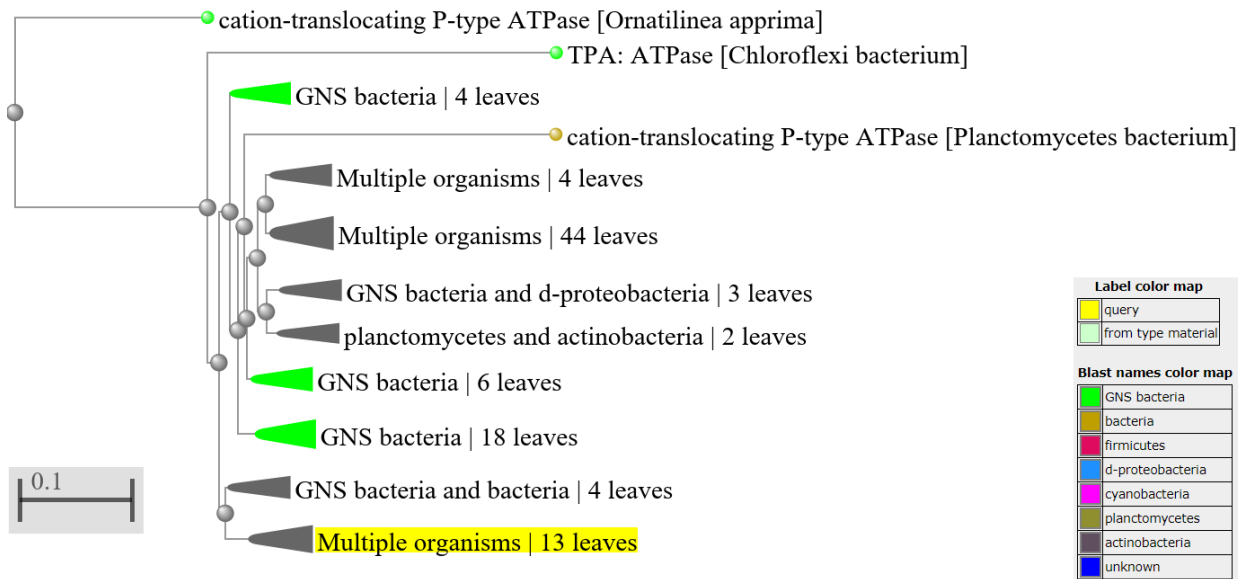 cation-translocating P-type ATPase [Ornatilinea apprima]
TPA: ATPase [Chloroflexi bacterium]
GNS bacteria | 4 leaves
cation-translocating P-type ATPase [Planctomycetes bacterium]
Multiple organisms | 4 leaves
Multiple organisms | 44 leaves
GNS bacteria and d-proteobacteria | 3 leaves
planctomycetes and actinobacteria | 2 leaves
GNS bacteria | 6 leaves
GNS bacteria | 18 leaves
GNS bacteria and bacteria | 4 leaves
Multiple organisms | 13 leaves
0.1
Label color map
query
from type material
Blast names color map
GNS bacteria
bacteria
firmicutes
d-proteobacteria
cyanobacteria
planctomycetes
actinobacteria
unknown